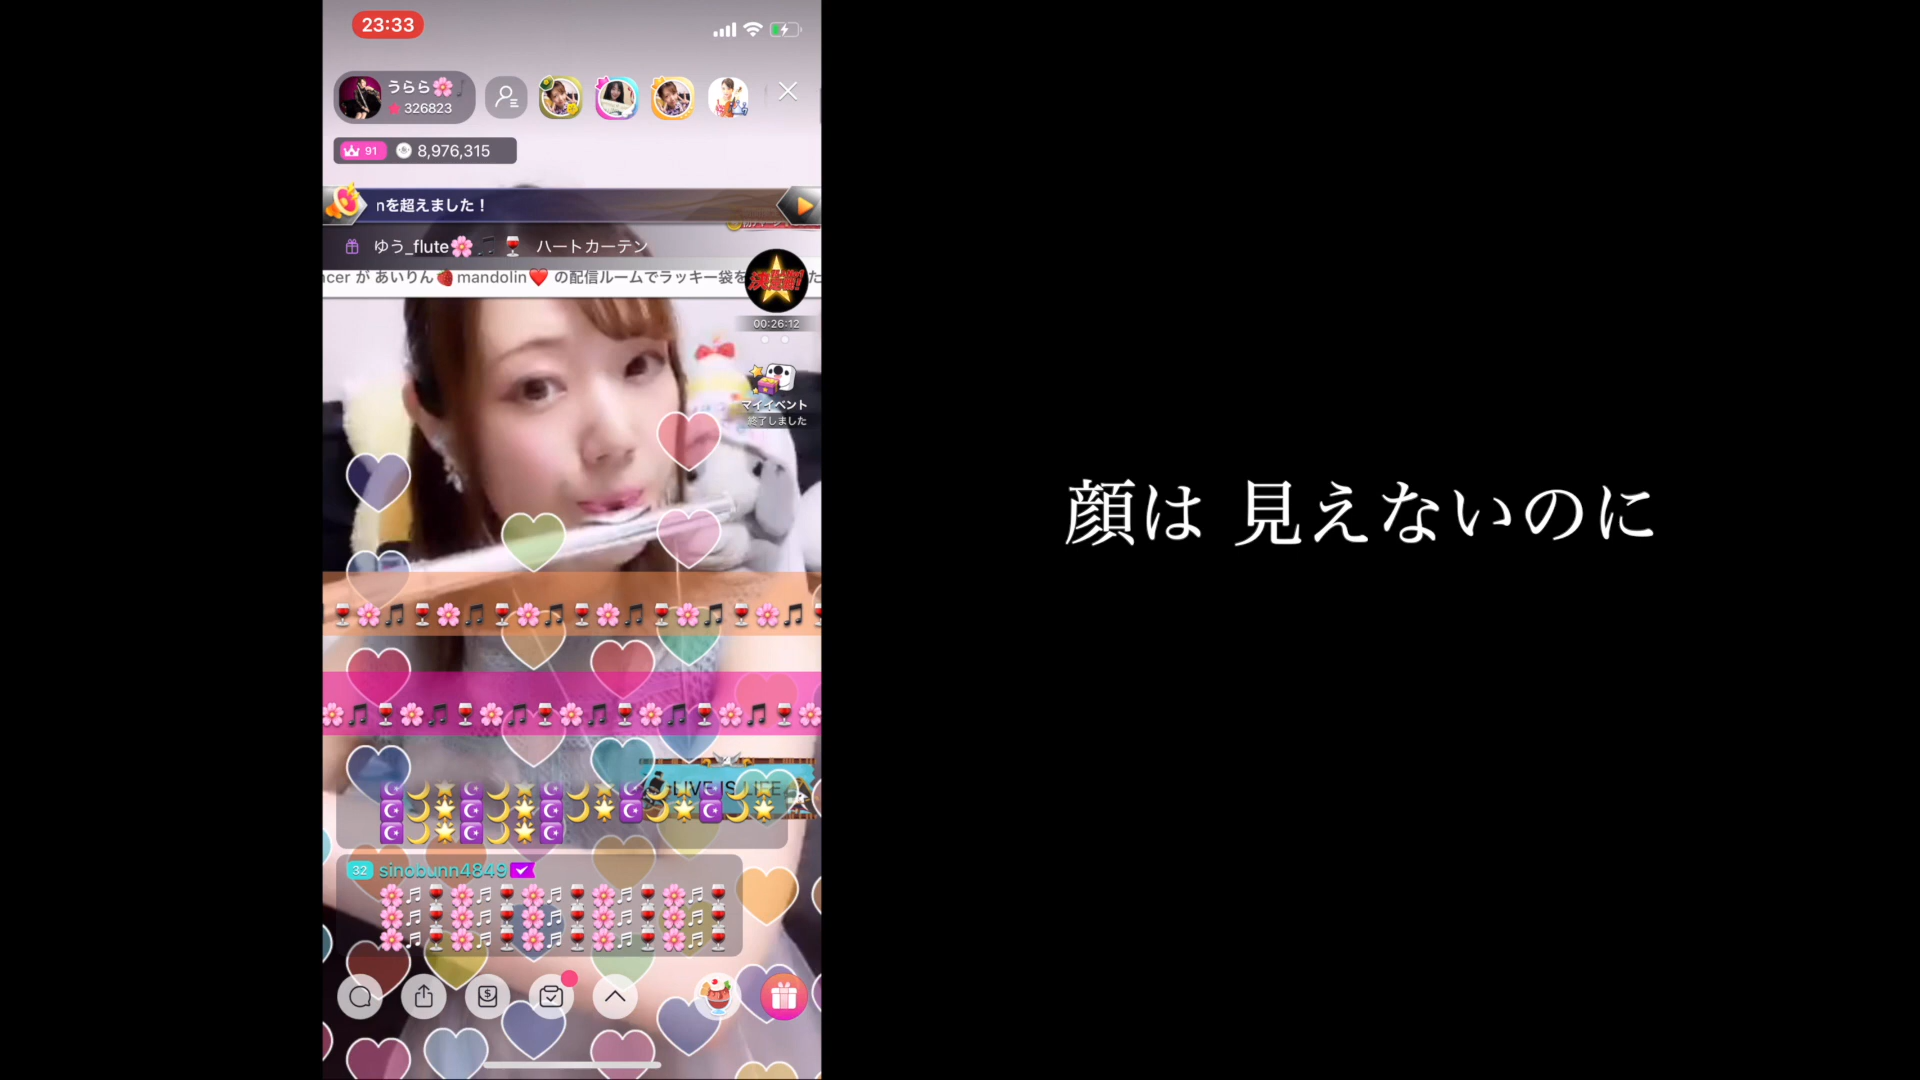 23:33
うらら🌸🎵
326823
91
8,976,315
nを超えました！
ゆう_flute🌸🎵🍷 ハートカーテン
ncer が あいりん🍓mandolin❤️ の配信ルームでラッキー袋を
00:26:12
マイイベント
終了しました
🍷🌸🎵🍷🌸🎵🍷🌸🎵🍷🌸🎵🍷🌸🎵🍷🌸🎵🍷
🌸🎵🍷🌸🎵🍷🌸🎵🍷🌸🎵🍷🌸🎵🍷🌸🎵🍷🌸
LIVE IS LIFE
32 sinobunn4849
顔は 見えないのに